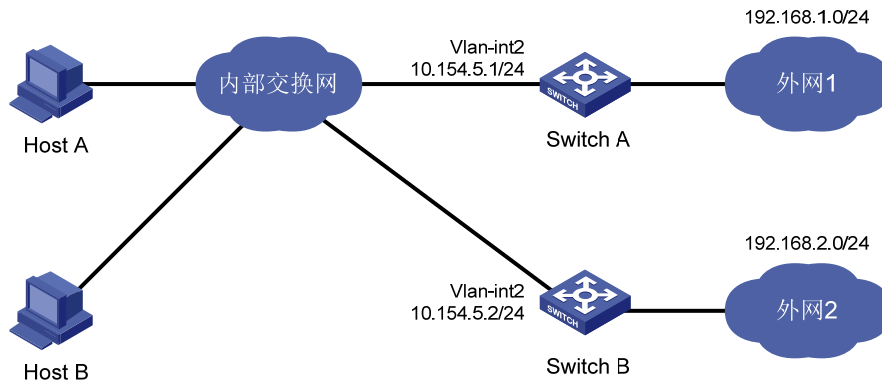 192.168.1.0/24
Vlan-int2
10.154.5.1/24
内部交换网
SWITCH
外网1
Host A
Switch A
192.168.2.0/24
Vlan-int2
10.154.5.2/24
SWITCH
外网2
Host B
Switch B